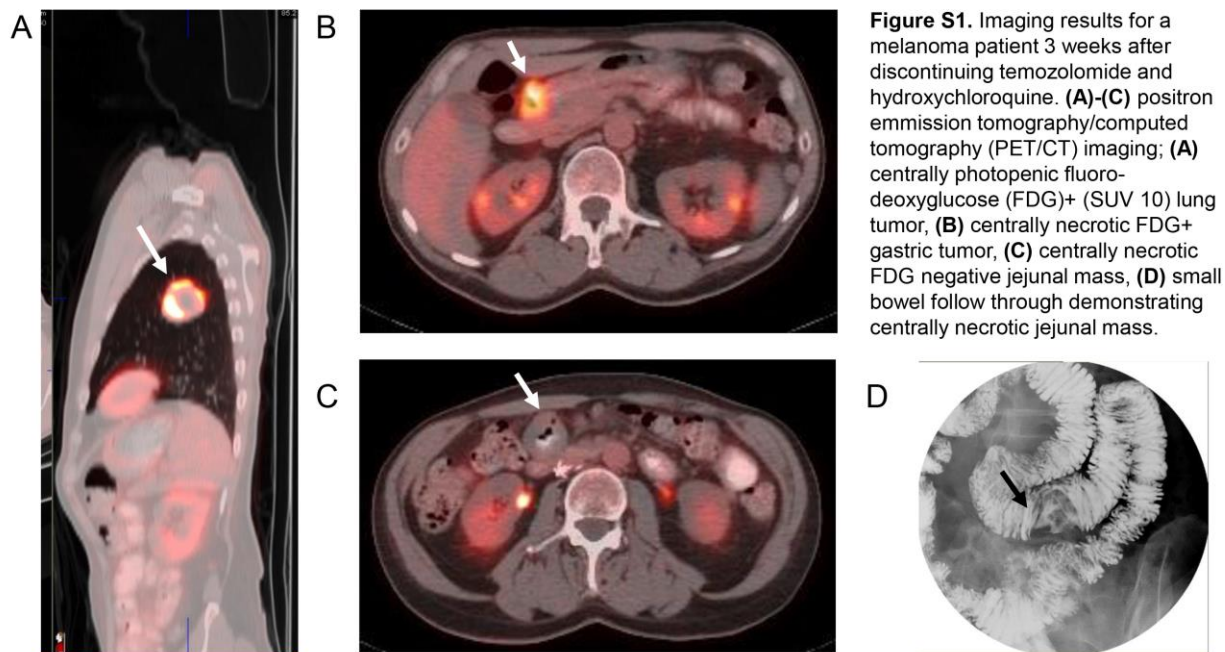 A
B
C
D
Figure S1. Imaging results for a
melanoma patient 3 weeks after
discontinuing temozolomide and
hydroxychloroquine. (A)-(C) positron
emmission tomography/computed
tomography (PET/CT) imaging; (A)
centrally photopenic fluoro-
deoxyglucose (FDG)+ (SUV 10) lung
tumor, (B) centrally necrotic FDG+
gastric tumor, (C) centrally necrotic
FDG negative jejunal mass, (D) small
bowel follow through demonstrating
centrally necrotic jejunal mass.